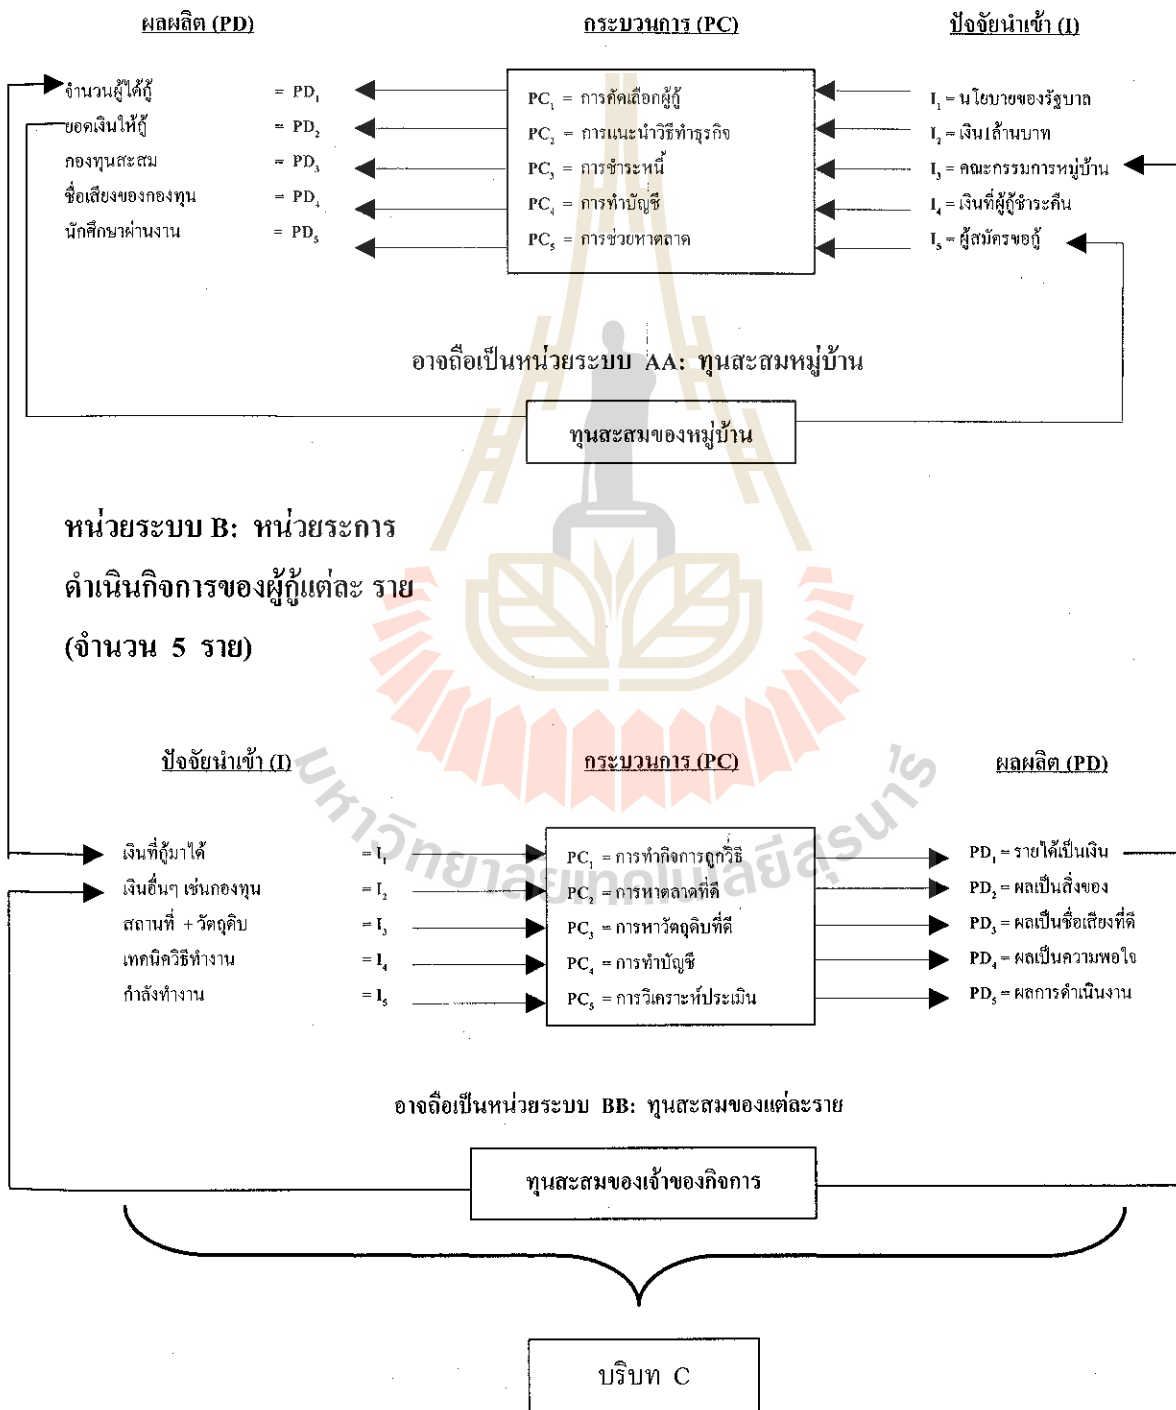 ผลผลิต (PD) กระบวนการ (PC) ปัจจัยนำเข้า (I)
จำนวนผู้ได้กู้ = PD₁ PC₁ = การคัดเลือกผู้กู้ I₁ = นโยบายของรัฐบาล
ยอดเงินให้กู้ = PD₂ PC₂ = การแนะนำวิธีทำธุรกิจ I₂ = เงิน1ล้านบาท
กองทุนสะสม = PD₃ PC₃ = การชำระหนี้ I₃ = คณะกรรมการหมู่บ้าน
ชื่อเสียงของกองทุน = PD₄ PC₄ = การทำบัญชี I₄ = เงินที่ผู้กู้ชำระคืน
นักศึกษาผ่านงาน = PD₅ PC₅ = การช่วยหาตลาด I₅ = ผู้สมัครขอกู้
อาจถือเป็นหน่วยระบบ AA: ทุนสะสมหมู่บ้าน
ทุนสะสมของหมู่บ้าน
หน่วยระบบ B: หน่วยระการ
ดำเนินกิจการของผู้กู้แต่ละ ราย
(จำนวน 5 ราย)
ปัจจัยนำเข้า (I) กระบวนการ (PC) ผลผลิต (PD)
เงินที่กู้มาได้ = I₁ PC₁ = การทำกิจการถูกวิธี PD₁ = รายได้เป็นเงิน
เงินอื่นๆ เช่นกองทุน = I₂ PC₂ = การหาตลาดที่ดี PD₂ = ผลเป็นสิ่งของ
สถานที่ + วัตถุดิบ = I₃ PC₃ = การหาวัตถุดิบที่ดี PD₃ = ผลเป็นชื่อเสียงที่ดี
เทคนิควิธีทำงาน = I₄ PC₄ = การทำบัญชี PD₄ = ผลเป็นความพอใจ
กำลังทำงาน = I₅ PC₅ = การวิเคราะห์ประเมิน PD₅ = ผลการดำเนินงาน
มหาวิทยาลัยเทคโนโลยีสุรนารี
อาจถือเป็นหน่วยระบบ BB: ทุนสะสมของแต่ละราย
ทุนสะสมของเจ้าของกิจการ
บริบท C